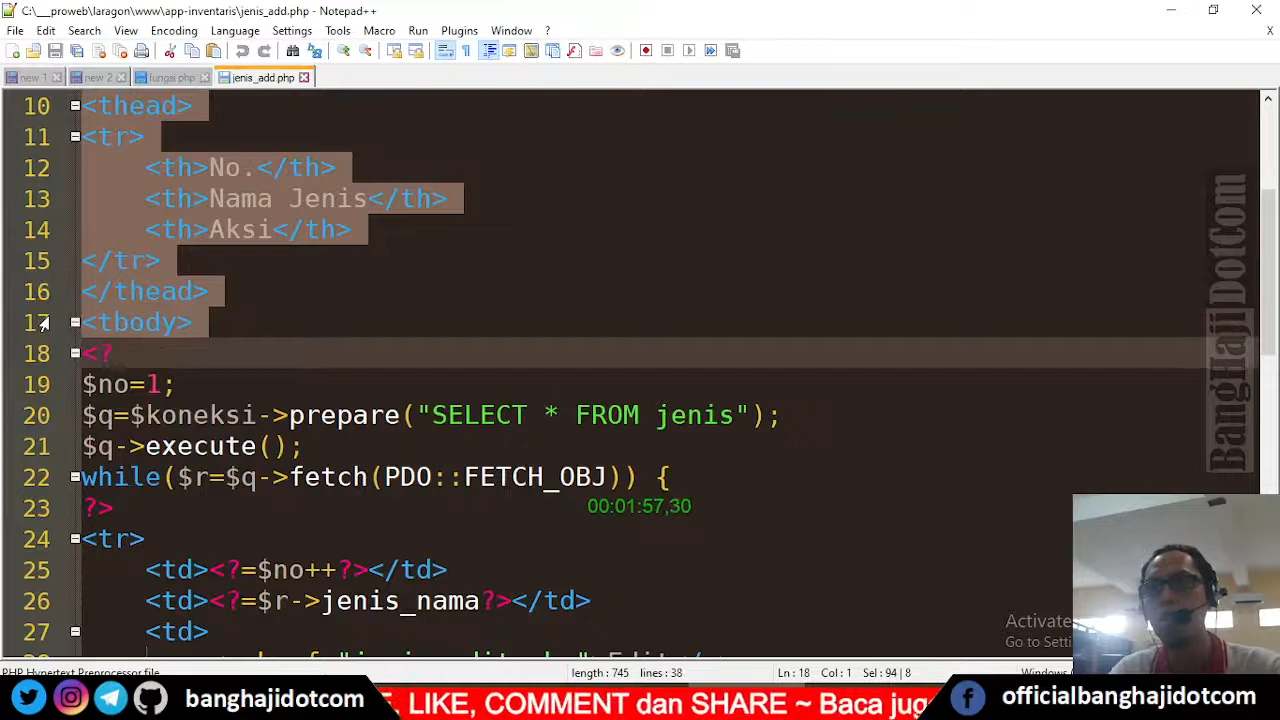 C:\___proweb\laragon\www\app-inventaris\jenis_add.php - Notepad++
File Edit Search View Encoding Language Settings Tools Macro Run Plugins Window ? X
new 1 new 2 fungsi.php jenis_add.php
10 <thead>
11 <tr>
12 <th>No.</th>
13 <th>Nama Jenis</th>
14 <th>Aksi</th>
15 </tr>
16 </thead>
17 <tbody>
18 <?
19 $no=1;
20 $q=$koneksi->prepare("SELECT * FROM jenis");
21 $q->execute();
22 while($r=$q->fetch(PDO::FETCH_OBJ)) {
23 ?>
24 <tr>
25 <td><?=$no++?></td>
26 <td><?=$r->jenis_nama?></td>
27 <td>
00:01:57,30
BangHajiDotCom
Activate
Go to Setti
PHP Hypertext Preprocessor file length: 745 lines: 38 Ln: 18 Col: 1 Sel: 94 | 8 Windows
banghajidotcom
E, LIKE, COMMENT dan SHARE ~ Baca jug
officialbanghajidotcom